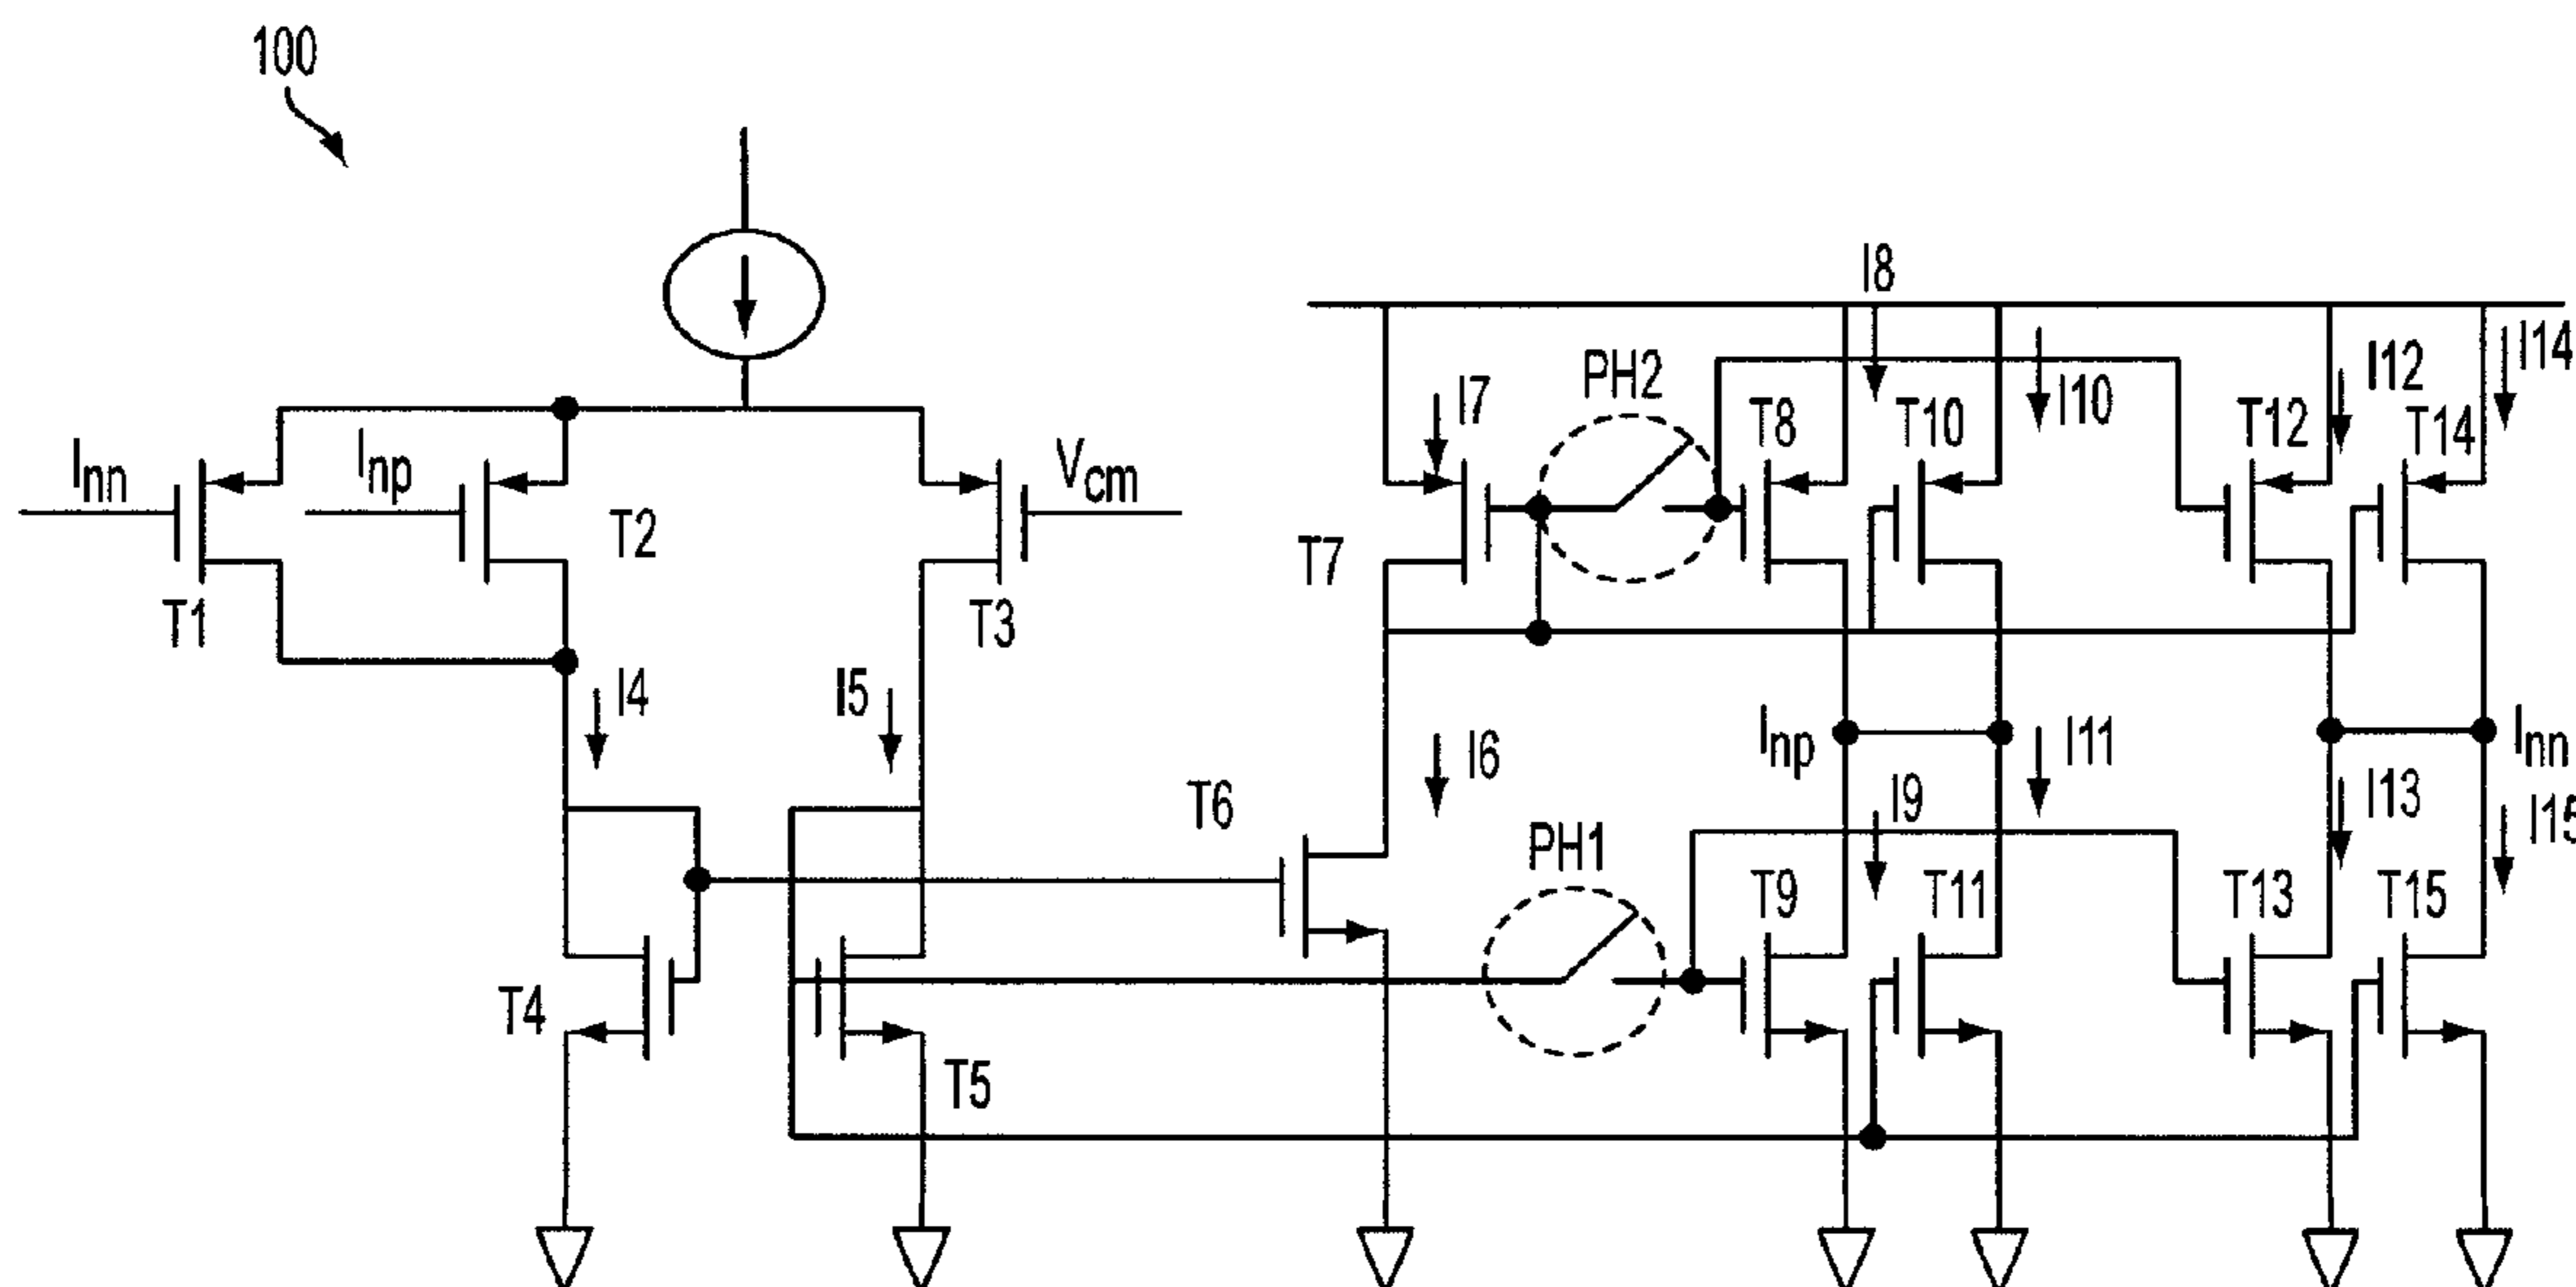 100
I8
I14
I12
PH2
I7
T8
T10
I10
T12
T14
Inn
Inp
Vcm
T2
T7
T1
T3
I4
I5
Inp
I11
Inn
I6
T6
I9
I13
I15
PH1
T9
T11
T13
T15
T4
T5